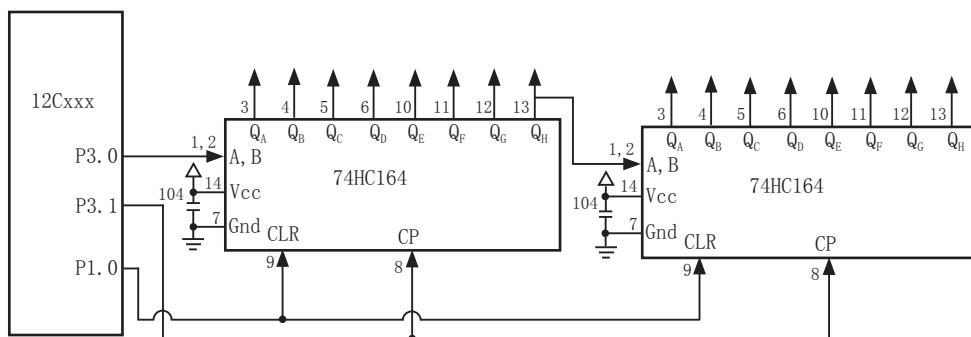 12Cxxx
P3.0
P3.1
P1.0
3 4 5 6 10 11 12 13
QA QB QC QD QE QF QG QH
1,2
A,B
74HC164
14
Vcc
104
7
Gnd
CLR
CP
9
8
3 4 5 6 10 11 12 13
QA QB QC QD QE QF QG QH
1,2
A,B
74HC164
14
Vcc
104
7
Gnd
CLR
CP
9
8